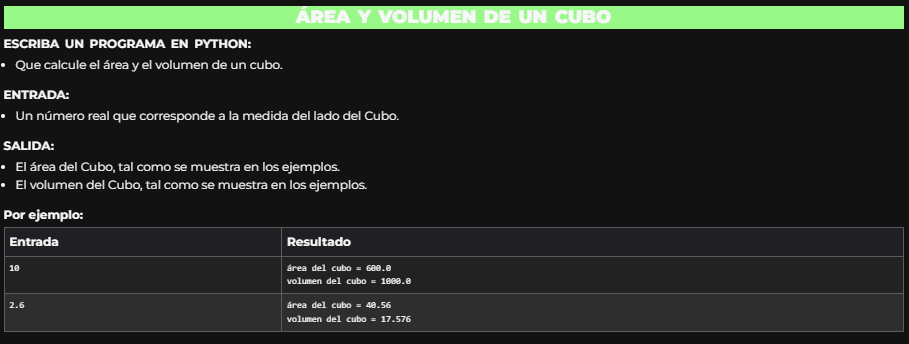 ÁREA Y VOLUMEN DE UN CUBO
ESCRIBA UN PROGRAMA EN PYTHON:
• Que calcule el área y el volumen de un cubo.
ENTRADA:
• Un número real que corresponde a la medida del lado del Cubo.
SALIDA:
• El área del Cubo, tal como se muestra en los ejemplos.
• El volumen del Cubo, tal como se muestra en los ejemplos.
Por ejemplo:
Entrada Resultado
10 área del cubo = 600.0
volumen del cubo = 1000.0
2.6 área del cubo = 40.56
volumen del cubo = 17.576